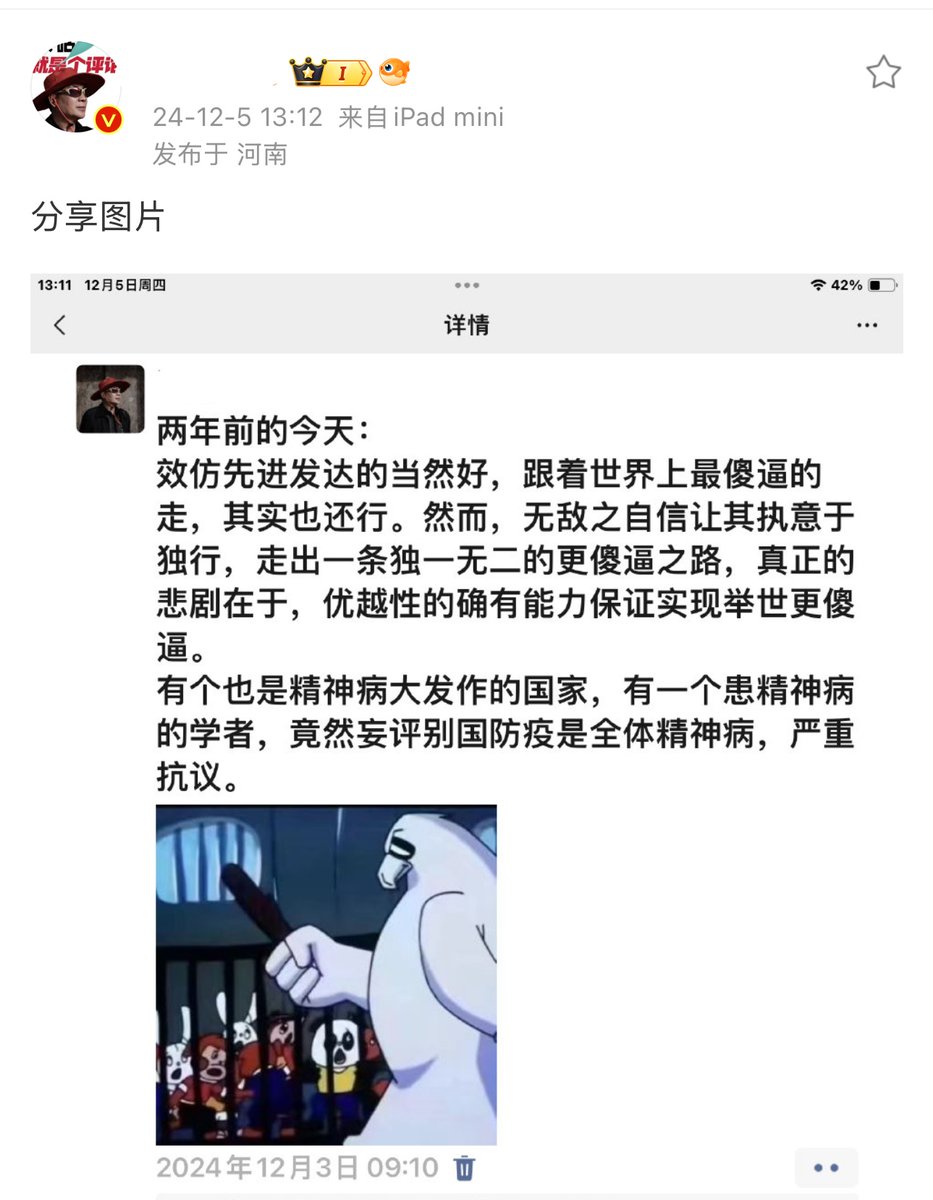 就是个评论
I
V
24-12-5 13:12 来自 iPad mini
发布于 河南
分享图片
13:11 12月5日周四
42%
详情
两年前的今天：
效仿先进发达的当然好，跟着世界上最傻逼的
走，其实也还行。然而，无敌之自信让其执意于
独行，走出一条独一无二的更傻逼之路，真正的
悲剧在于，优越性的确有能力保证实现举世更傻
逼。
有个也是精神病大发作的国家，有一个患精神病
的学者，竟然妄评别国防疫是全体精神病，严重
抗议。
2024年12月3日 09:10